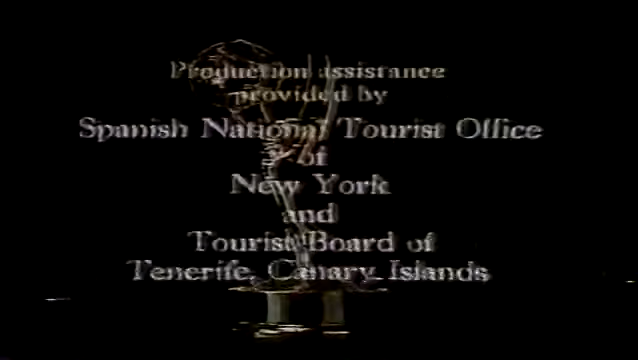 Production assistance
provided by
Spanish National Tourist Office
of
New York
and
Tourist Board of
Tenerife, Canary Islands